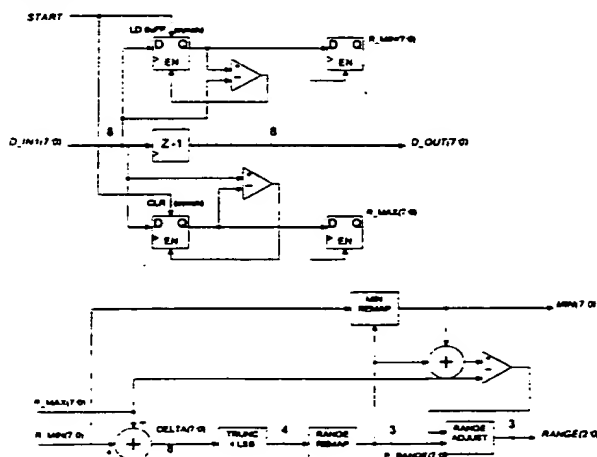 START
D Q
EN
D Q
EN
R_MIN(7:0)
8
8
D_IN1(7:0)
Z-1
D_OUT(7:0)
CLR
D Q
EN
D Q
EN
R_MAX(7:0)
MIN
REMAP
MIN(7:0)
R_MAX(7:0)
R_MIN(7:0)
DELTA(7:0)
8
TRUNC
4 LSB
4
RANGE
REMAP
3
RANGE
ADJUST
3
RANGE(2:0)